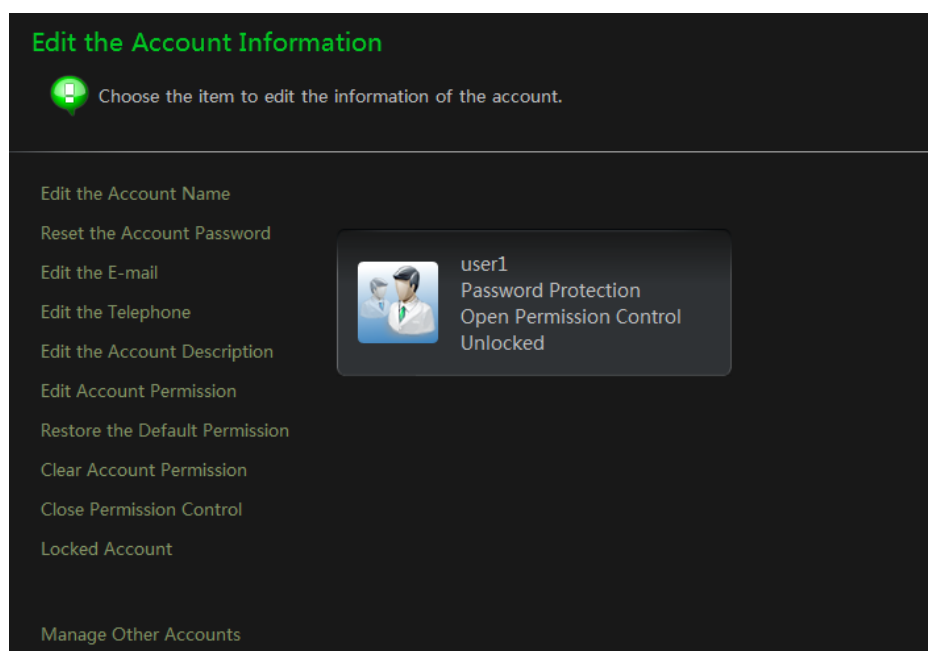 Edit the Account Information
Choose the item to edit the information of the account.
Edit the Account Name
Reset the Account Password
Edit the E-mail
Edit the Telephone
Edit the Account Description
Edit Account Permission
Restore the Default Permission
Clear Account Permission
Close Permission Control
Locked Account
Manage Other Accounts
user1
Password Protection
Open Permission Control
Unlocked